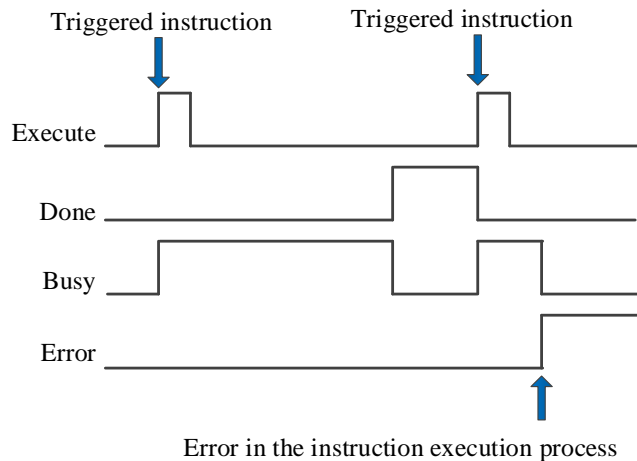 Triggered instruction
Triggered instruction
Execute
Done
Busy
Error
Error in the instruction execution process